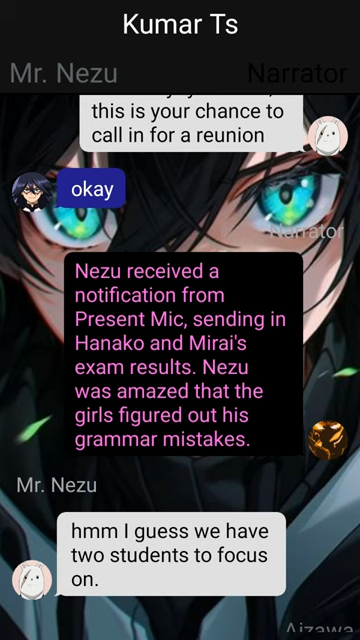 Kumar Ts
Mr. Nezu
Narrator
this is your chance to
call in for a reunion
okay
Narrator
Nezu received a
notification from
Present Mic, sending in
Hanako and Mirai's
exam results. Nezu
was amazed that the
girls figured out his
grammar mistakes.
Mr. Nezu
hmm I guess we have
two students to focus
on.
Aizawa